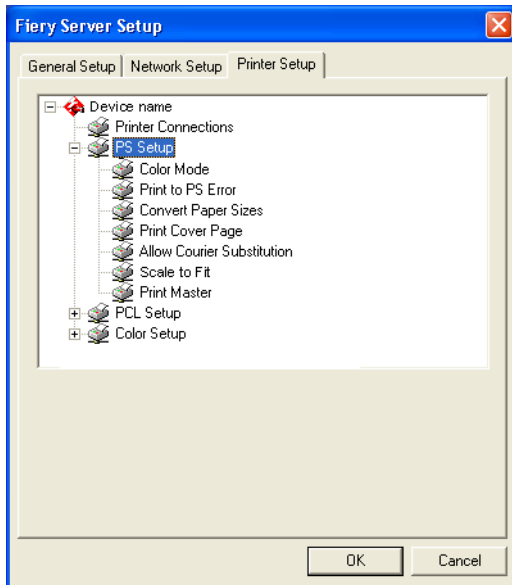 Fiery Server Setup
General Setup Network Setup Printer Setup
Device name
Printer Connections
PS Setup
Color Mode
Print to PS Error
Convert Paper Sizes
Print Cover Page
Allow Courier Substitution
Scale to Fit
Print Master
PCL Setup
Color Setup
OK Cancel